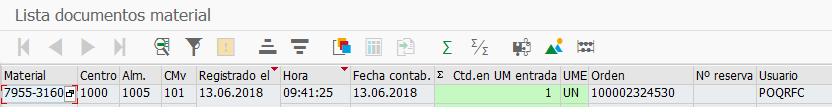 Lista documentos material
Material Centro Alm. CMv Registrado el Hora Fecha contab. Σ Ctd.en UM entrada UME Orden Nº reserva Usuario
7955-3160 1000 1005 101 13.06.2018 09:41:25 13.06.2018 1 UN 100002324530 POQRFC